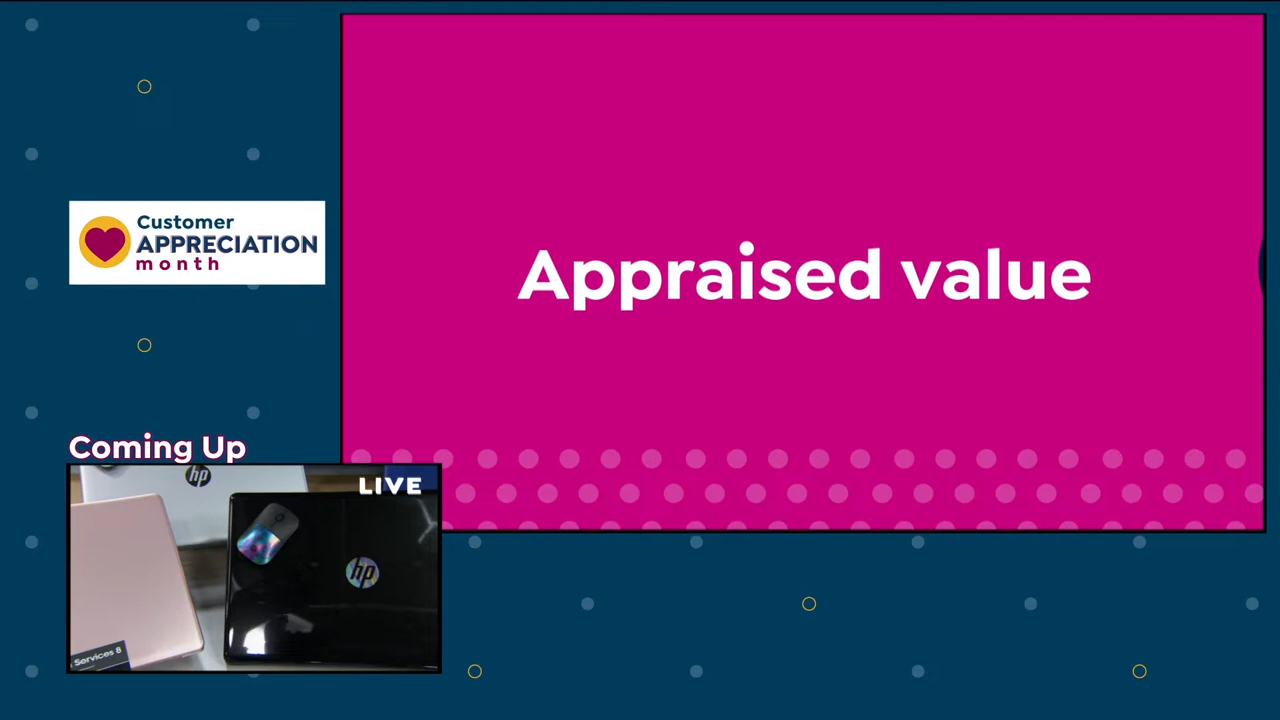 Customer
APPRECIATION
month
Appraised value
Coming Up
LIVE
hp
hp
Services 8